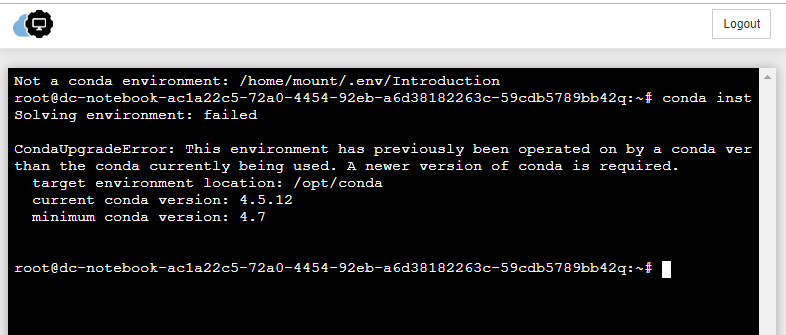 Logout
Not a conda environment: /home/mount/.env/Introduction
root@dc-notebook-ac1a22c5-72a0-4454-92eb-a6d38182263c-59cdb5789bb42q:~# conda inst
Solving environment: failed
CondaUpgradeError: This environment has previously been operated on by a conda ver
than the conda currently being used. A newer version of conda is required.
target environment location: /opt/conda
current conda version: 4.5.12
minimum conda version: 4.7
root@dc-notebook-ac1a22c5-72a0-4454-92eb-a6d38182263c-59cdb5789bb42q:~#